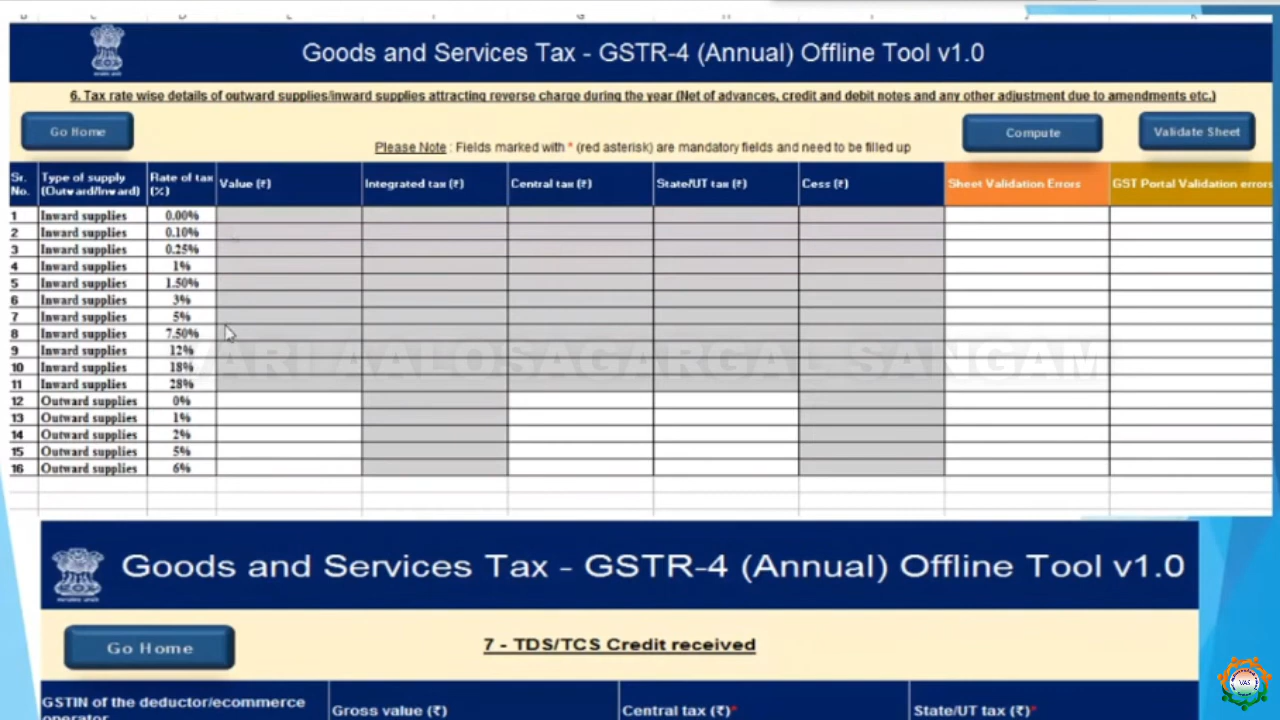 Goods and Services Tax - GSTR-4 (Annual) Offline Tool v1.0
6. Tax rate wise details of outward supplies/inward supplies attracting reverse charge during the year (Net of advances, credit and debit notes and any other adjustment due to amendments etc.)
Go Home
Compute
Validate Sheet
Please Note : Fields marked with * (red asterisk) are mandatory fields and need to be filled up
Sr. No. Type of supply (Outward/Inward) Rate of tax (%) Value (₹) Integrated tax (₹) Central tax (₹) State/UT tax (₹) Cess (₹) Sheet Validation Errors GST Portal Validation errors
1 Inward supplies 0.00%
2 Inward supplies 0.10%
3 Inward supplies 0.25%
4 Inward supplies 1%
5 Inward supplies 1.50%
6 Inward supplies 3%
7 Inward supplies 5%
8 Inward supplies 7.50%
9 Inward supplies 12%
10 Inward supplies 18%
11 Inward supplies 28%
12 Outward supplies 0%
13 Outward supplies 1%
14 Outward supplies 2%
15 Outward supplies 5%
16 Outward supplies 6%
VARI AALOSAGARGAL SANGAM
Goods and Services Tax - GSTR-4 (Annual) Offline Tool v1.0
Go Home
7 - TDS/TCS Credit received
GSTIN of the deductor/ecommerce operator Gross value (₹) Central tax (₹)* State/UT tax (₹)*
VAS